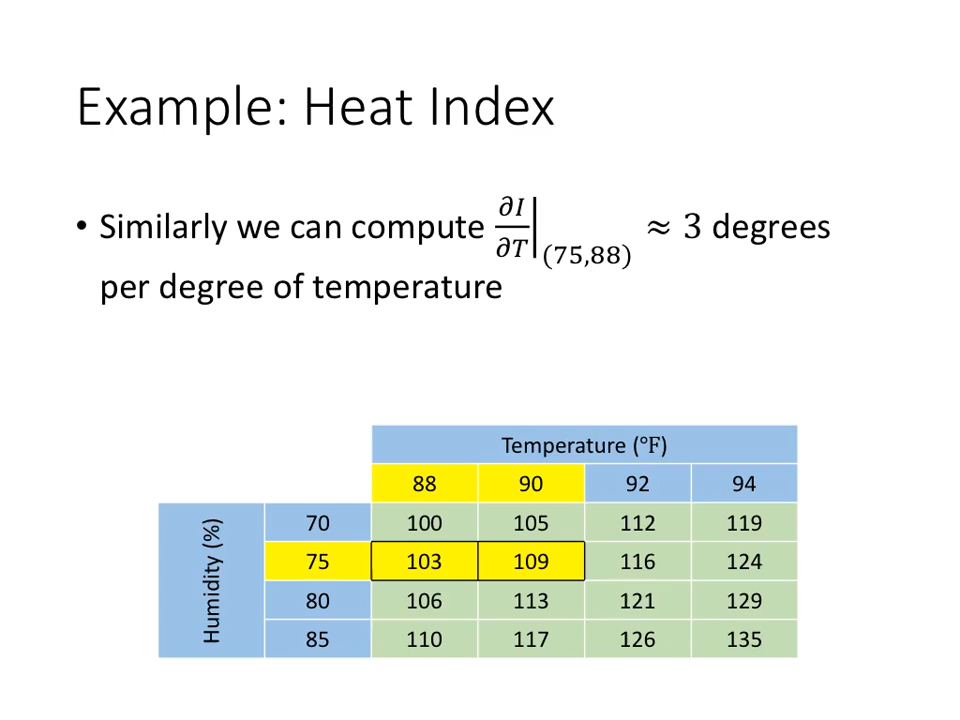 Example: Heat Index
• Similarly we can compute ∂I/∂T|(75,88) ≈ 3 degrees
per degree of temperature
Temperature (°F)
88 90 92 94
Humidity (%)
70 100 105 112 119
75 103 109 116 124
80 106 113 121 129
85 110 117 126 135